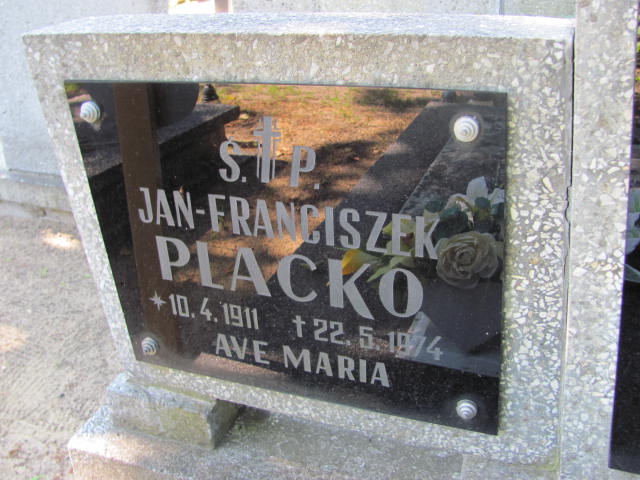 S. P.
JAN-FRANCISZEK
PLACKO
* 10.4.1911 † 22.5.1974
AVE MARIA